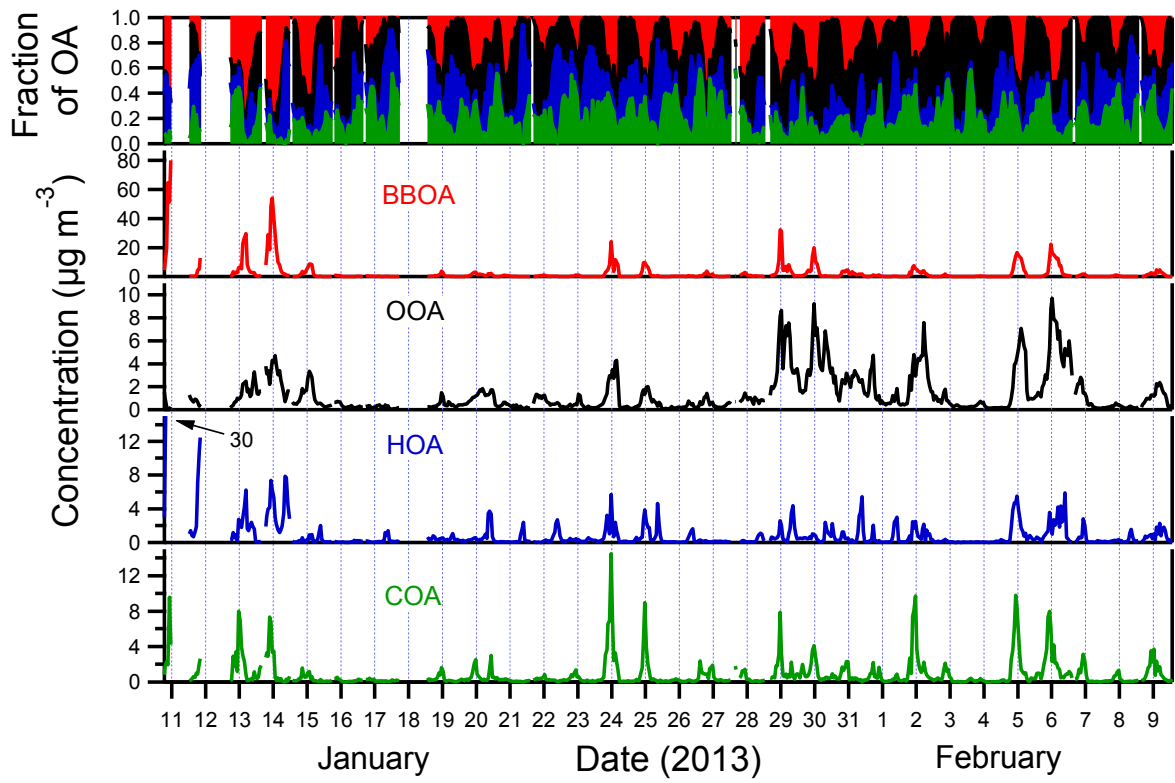 Fraction
of OA
1.0
0.8
0.6
0.4
0.2
0.0
Concentration (µg m⁻³)
80
60
40
20
0
BBOA
10
8
6
4
2
0
OOA
12
8
4
0
30
HOA
12
8
4
0
COA
11 12 13 14 15 16 17 18 19 20 21 22 23 24 25 26 27 28 29 30 31 1 2 3 4 5 6 7 8 9
January Date (2013) February